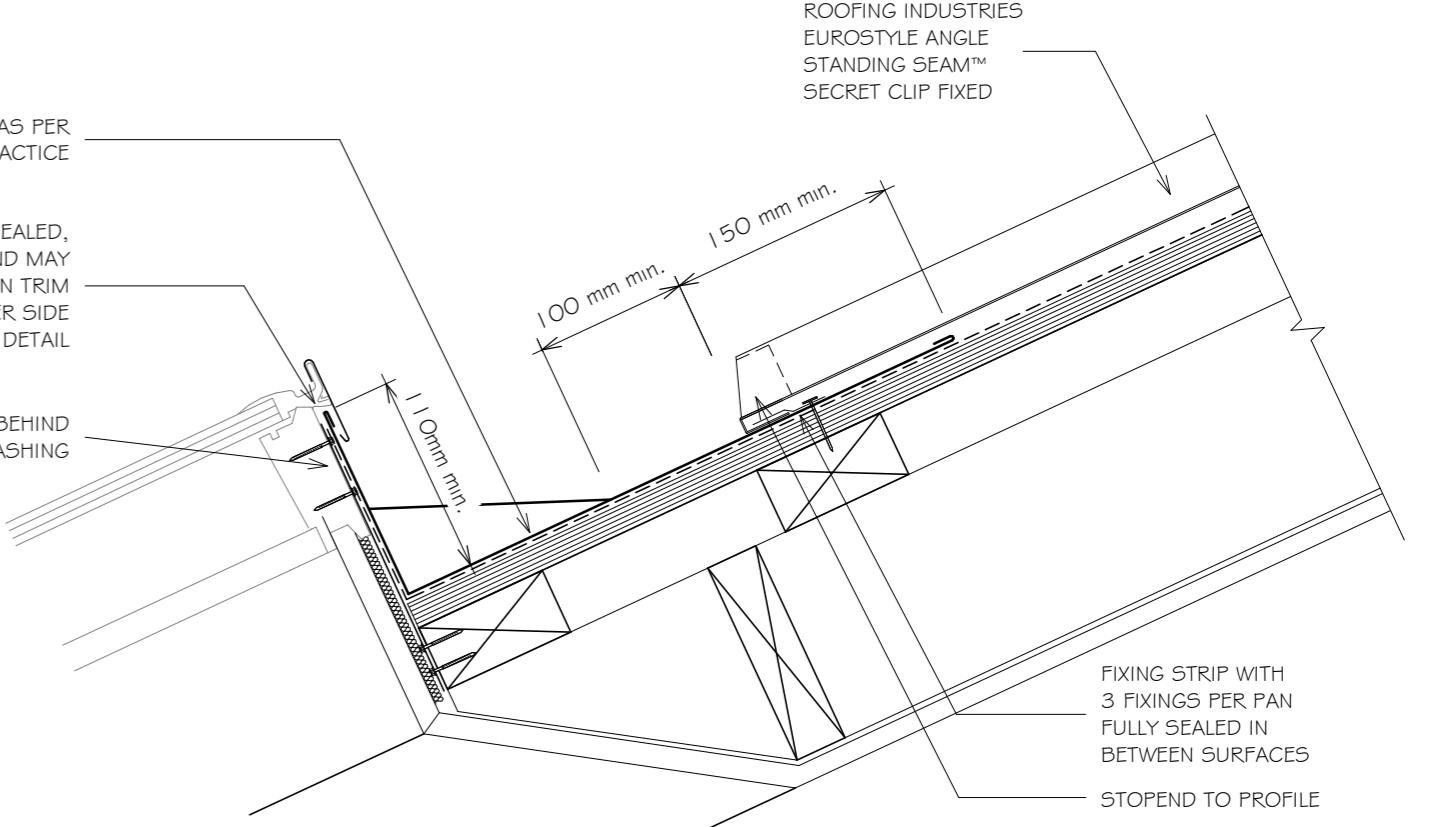 ROOFING INDUSTRIES
EUROSTYLE ANGLE
STANDING SEAM™
SECRET CLIP FIXED
AS PER
ACTICE
EALED,
ND MAY
N TRIM
ER SIDE
DETAIL
BEHIND
ASHING
100 mm min.
150 mm min.
110mm min.
FIXING STRIP WITH
3 FIXINGS PER PAN
FULLY SEALED IN
BETWEEN SURFACES
STOPEND TO PROFILE